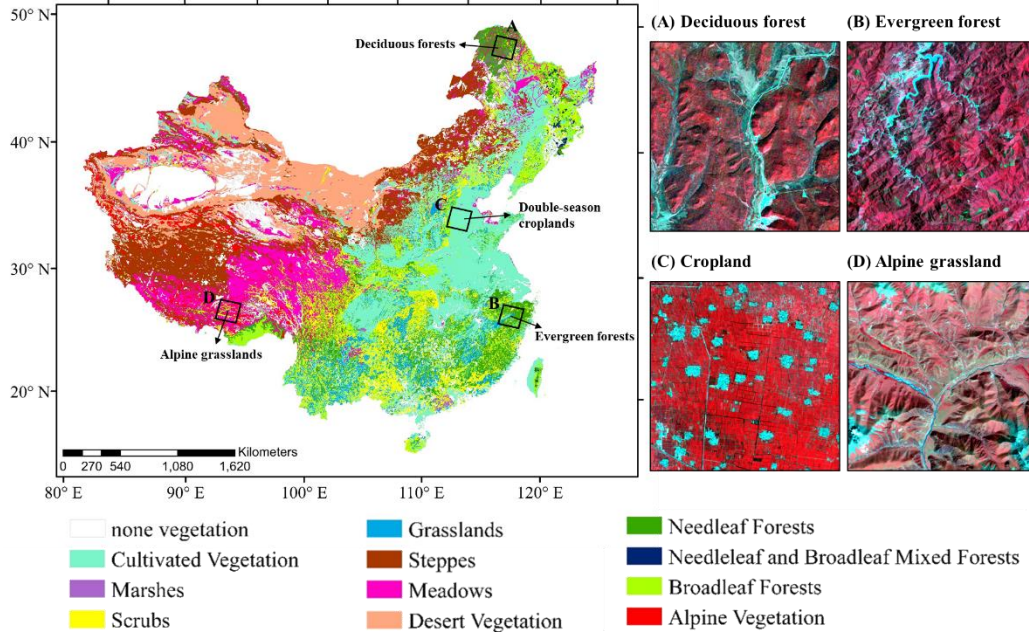 50° N
40° N
30° N
20° N
80° E
90° E
100° E
110° E
120° E
A
Deciduous forests
C
Double-season
croplands
D
Alpine grasslands
B
Evergreen forests
Kilometers
0 270 540 1,080 1,620
(A) Deciduous forest
(B) Evergreen forest
(C) Cropland
(D) Alpine grassland
none vegetation
Cultivated Vegetation
Marshes
Scrubs
Grasslands
Steppes
Meadows
Desert Vegetation
Needleaf Forests
Needleleaf and Broadleaf Mixed Forests
Broadleaf Forests
Alpine Vegetation